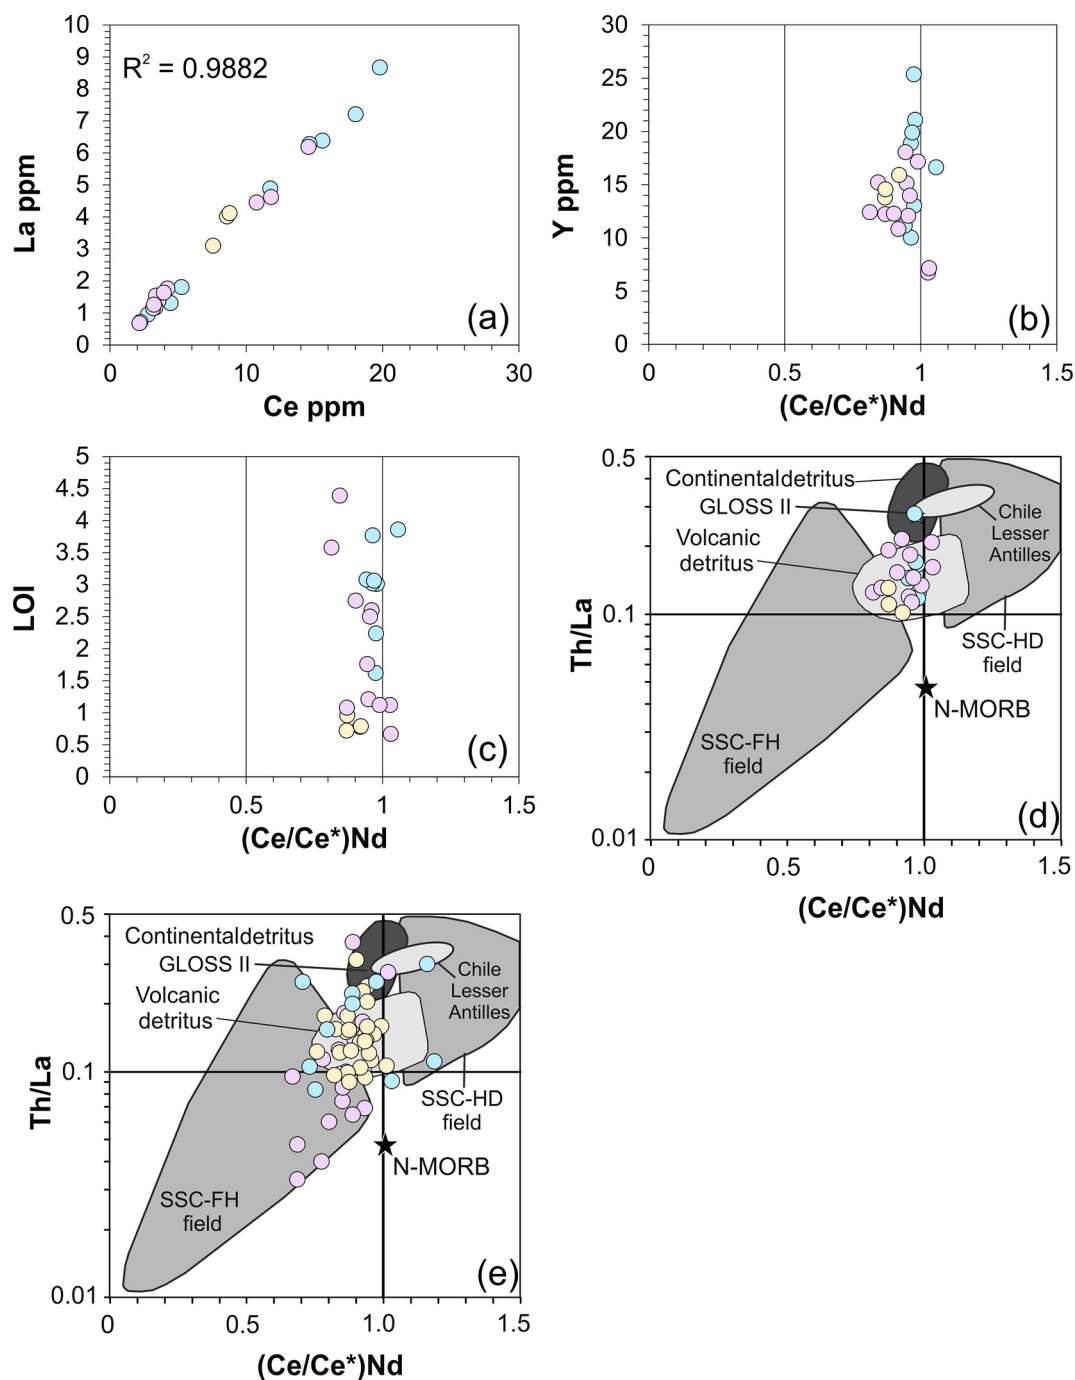 10
9
8
7
6
5
4
3
2
1
0
La ppm
R² = 0.9882
(a)
0
10
20
30
Ce ppm
30
25
20
15
10
5
0
Y ppm
(b)
0
0.5
1
1.5
(Ce/Ce*)Nd
5
4.5
4
3.5
3
2.5
2
1.5
1
0.5
0
LOI
(c)
0
0.5
1
1.5
(Ce/Ce*)Nd
0.5
0.1
0.01
Th/La
Continentaldetritus
GLOSS II
Volcanic
detritus
Chile
Lesser
Antilles
SSC-HD
field
N-MORB
SSC-FH
field
(d)
0
0.5
1.0
1.5
(Ce/Ce*)Nd
0.5
0.1
0.01
Th/La
Continentaldetritus
GLOSS II
Volcanic
detritus
Chile
Lesser
Antilles
SSC-HD
field
N-MORB
SSC-FH
field
(e)
0
0.5
1.0
1.5
(Ce/Ce*)Nd